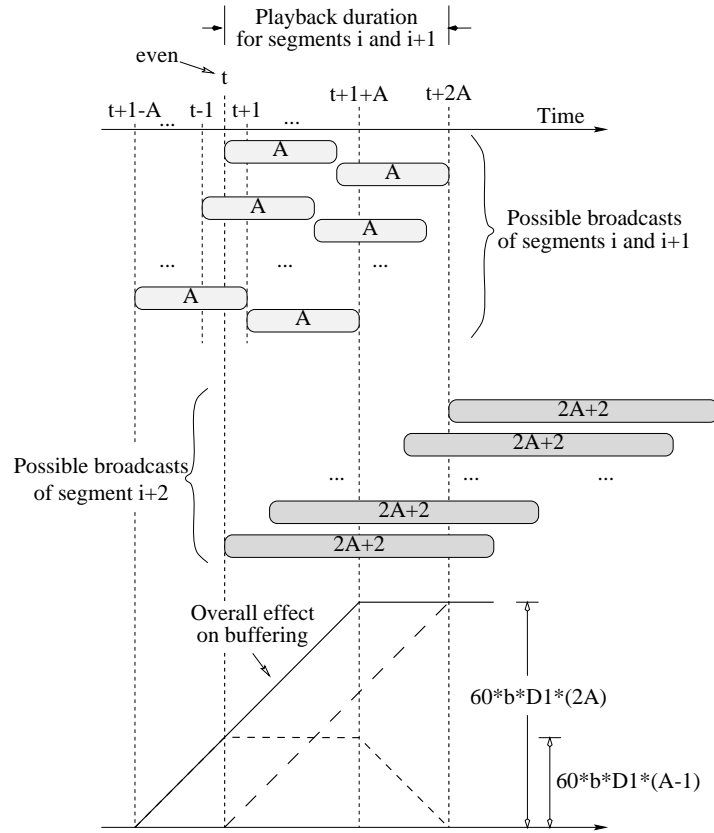 Playback duration
for segments i and i+1
even
t
t+1-A
...
t-1
t+1
...
t+1+A
t+2A
Time
A
A
A
A
Possible broadcasts
of segments i and i+1
...
...
...
A
A
2A+2
2A+2
Possible broadcasts
of segment i+2
...
...
...
2A+2
2A+2
Overall effect
on buffering
60*b*D1*(2A)
60*b*D1*(A-1)